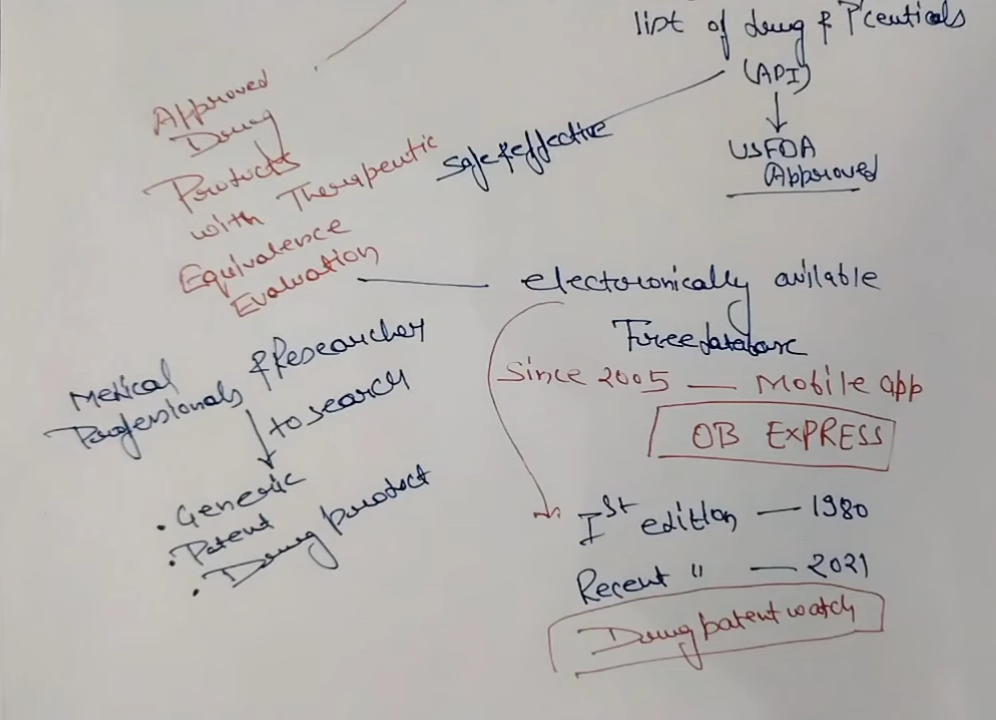 list of drug & P'ceuticals
(API)
USFDA
Approved
safe & effective
Approved
Drug
Products
with Therapeutic
Equivalence
Evaluation
electoronically avilable
Free database
Since 2005 — Mobile app
OB EXPRESS
Ist edition — 1980
Recent " — 2021
Drug patent watch
Medical
Professionals & Researcher
to search
• Generic
• Patent
• Drug product